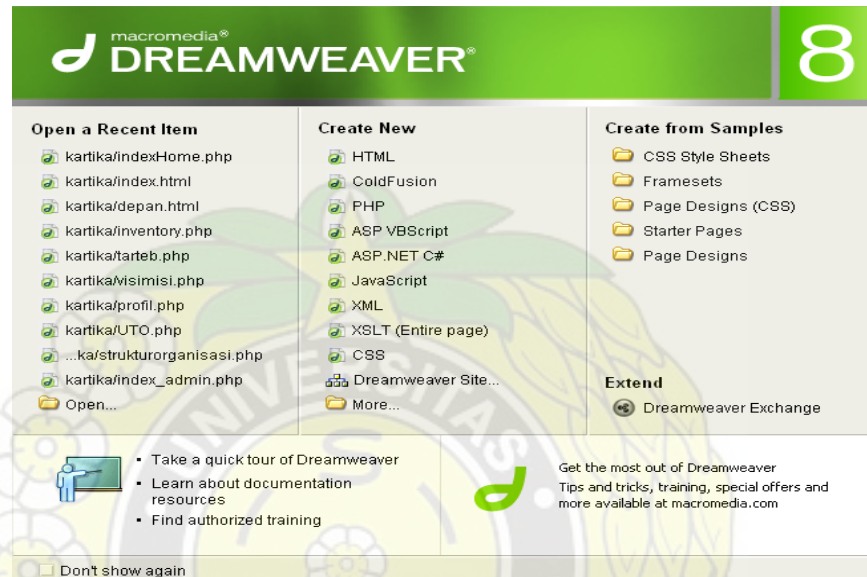 macromedia®
DREAMWEAVER®
8
Open a Recent Item
kartika/indexHome.php
kartika/index.html
kartika/depan.html
kartika/inventory.php
kartika/tarteb.php
kartika/visimisi.php
kartika/profil.php
kartika/UTO.php
...ka/strukturorganisasi.php
kartika/index_admin.php
Open...
Create New
HTML
ColdFusion
PHP
ASP VBScript
ASP.NET C#
JavaScript
XML
XSLT (Entire page)
CSS
Dreamweaver Site...
More...
Create from Samples
CSS Style Sheets
Framesets
Page Designs (CSS)
Starter Pages
Page Designs
Extend
Dreamweaver Exchange
UNIVERSITAS
Take a quick tour of Dreamweaver
Learn about documentation
resources
Find authorized training
Get the most out of Dreamweaver
Tips and tricks, training, special offers and
more available at macromedia.com
Don't show again